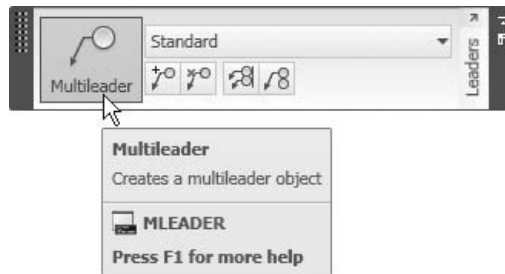 Standard
Multileader
Leaders
Multileader
Creates a multileader object
MLEADER
Press F1 for more help